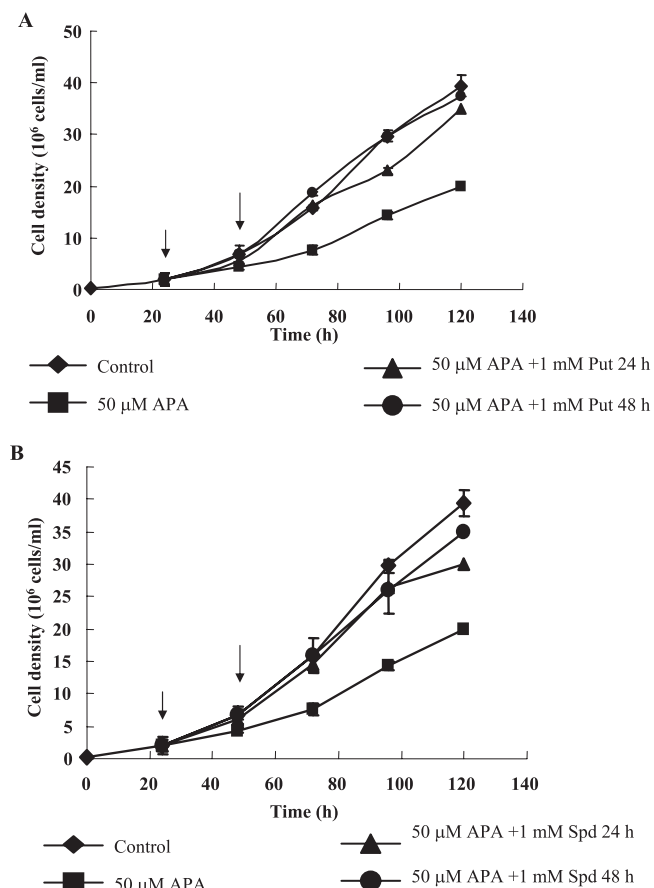 A
50
40
30
20
10
0
Cell density (10⁶ cells/ml)
0 20 40 60 80 100 120 140
Time (h)
Control
50 μM APA
50 μM APA +1 mM Put 24 h
50 μM APA +1 mM Put 48 h
B
45
40
35
30
25
20
15
10
5
0
Cell density (10⁶ cells/ml)
0 20 40 60 80 100 120 140
Time (h)
Control
50 μM APA
50 μM APA +1 mM Spd 24 h
50 μM APA +1 mM Spd 48 h